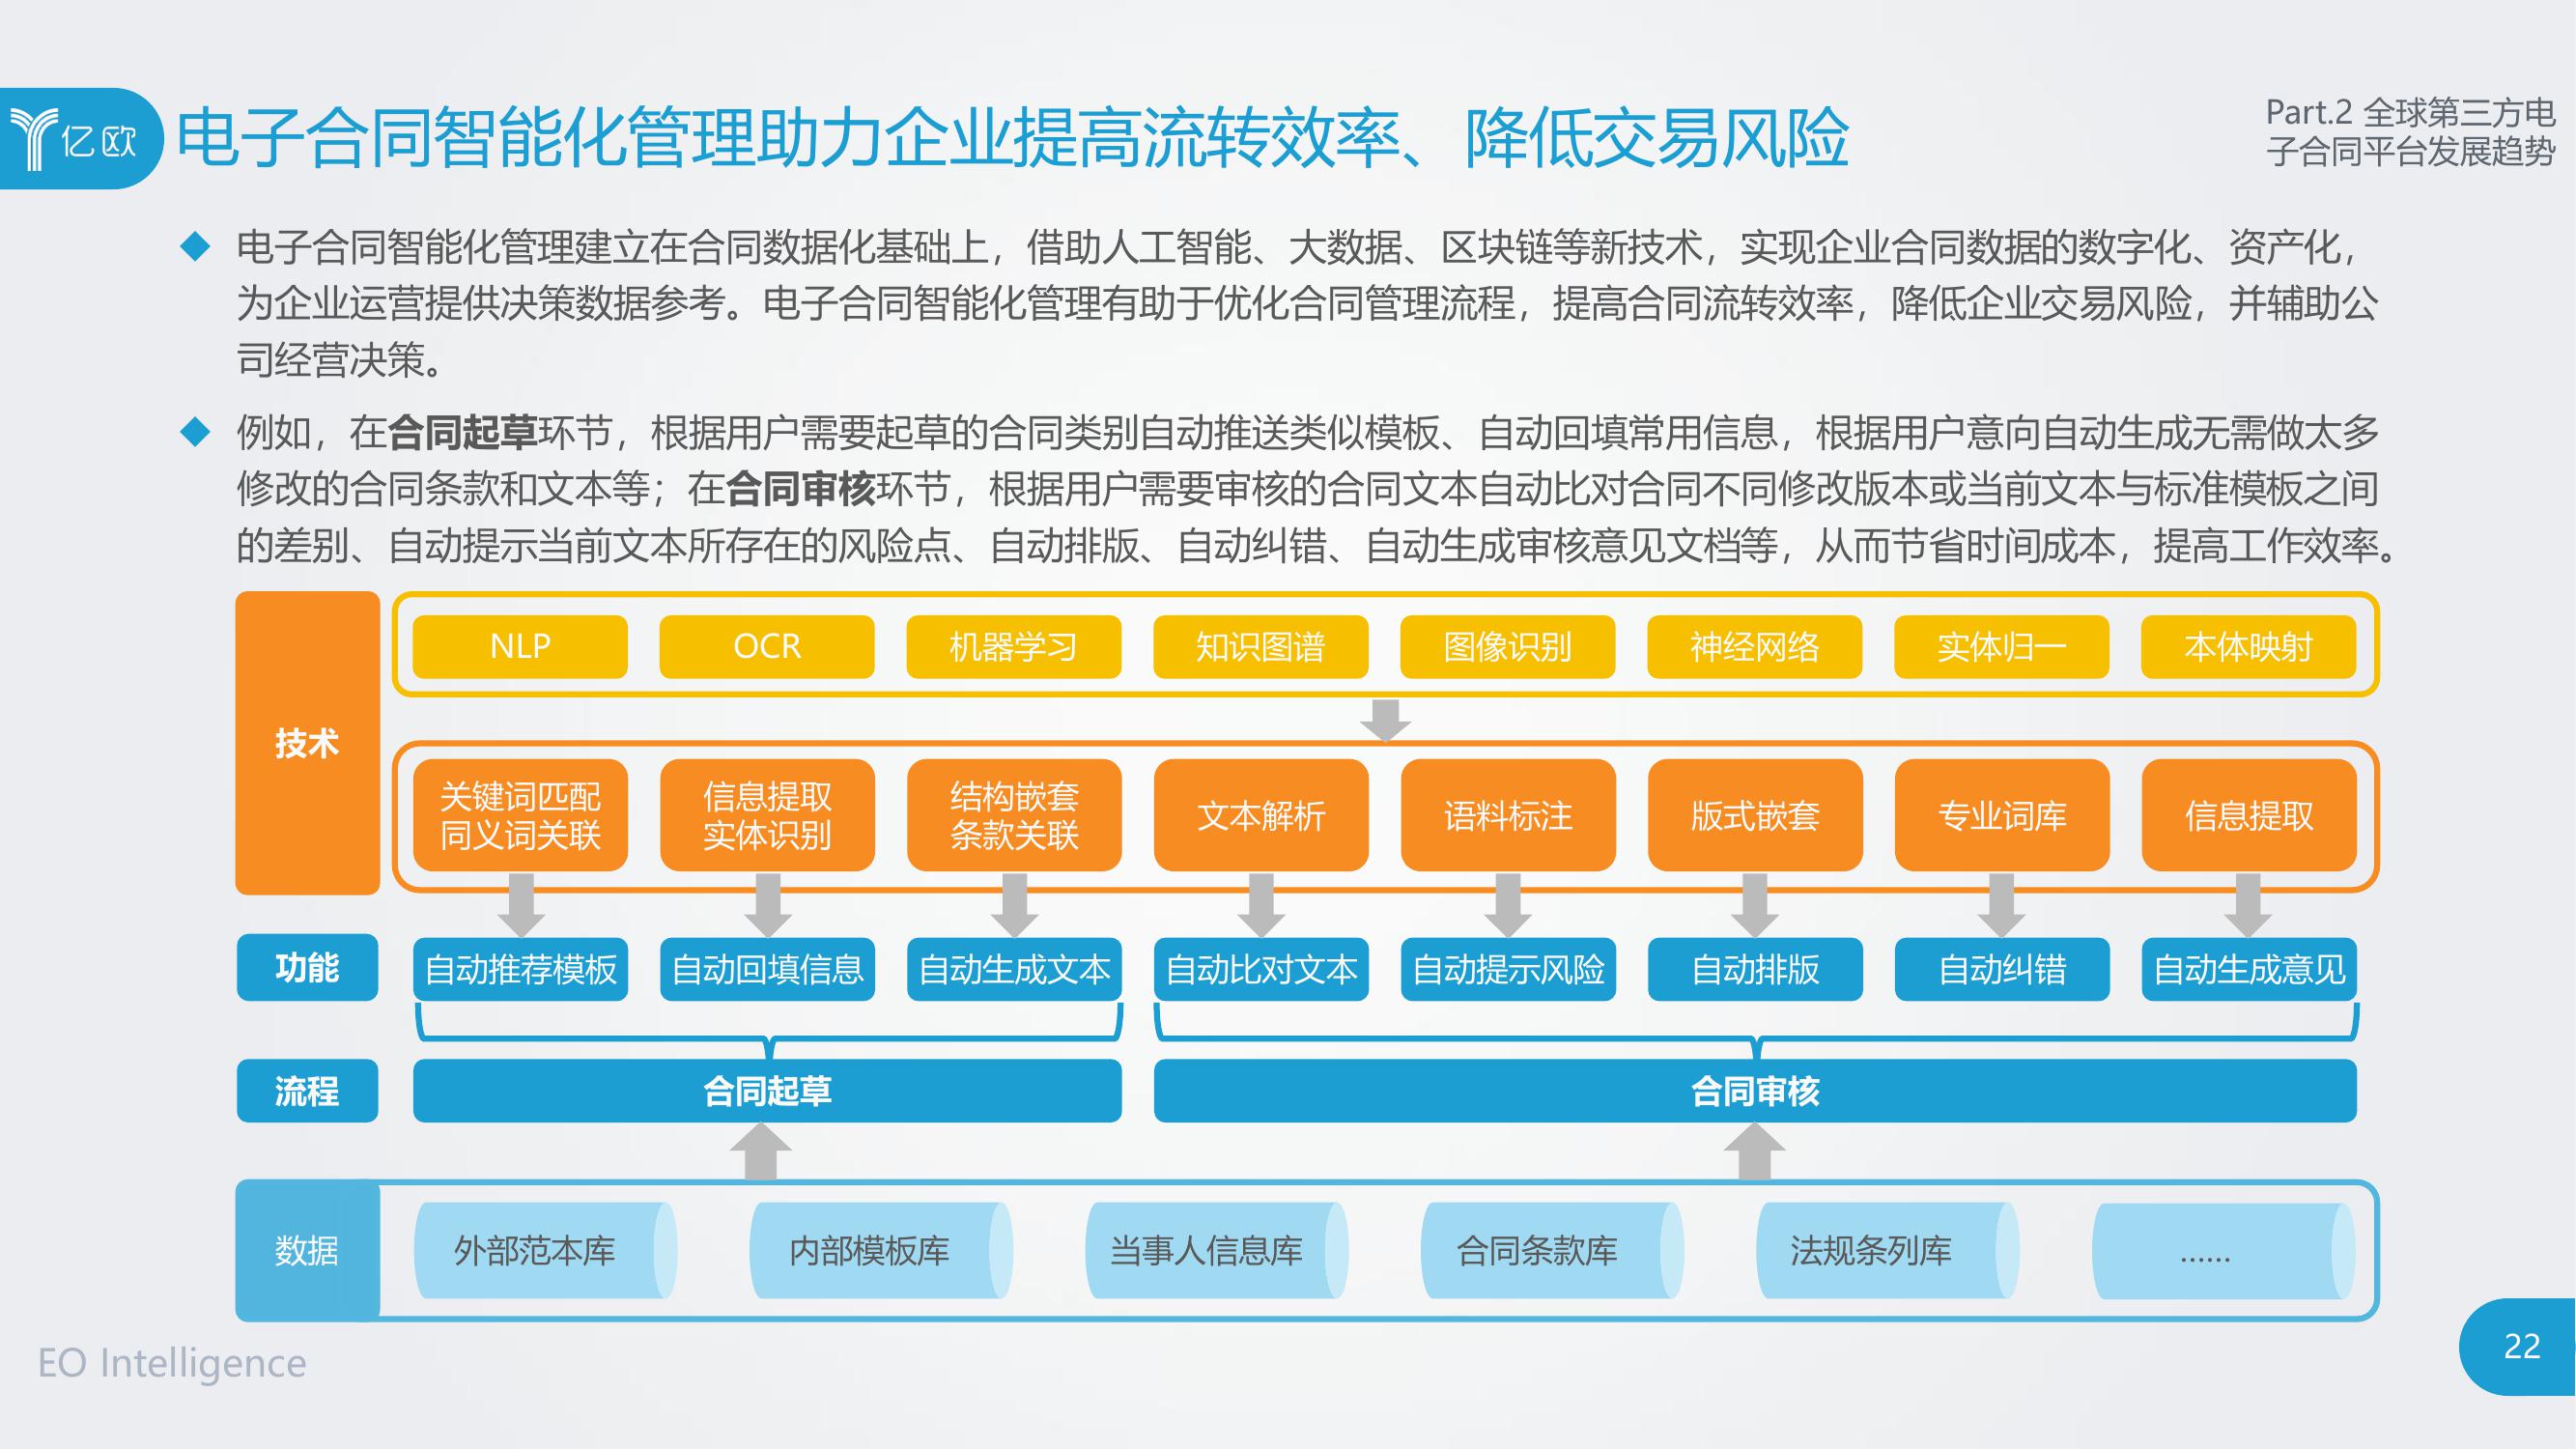 亿欧
电子合同智能化管理助力企业提高流转效率、降低交易风险
Part.2 全球第三方电
子合同平台发展趋势
电子合同智能化管理建立在合同数据化基础上，借助人工智能、大数据、区块链等新技术，实现企业合同数据的数字化、资产化，
为企业运营提供决策数据参考。电子合同智能化管理有助于优化合同管理流程，提高合同流转效率，降低企业交易风险，并辅助公
司经营决策。
例如，在合同起草环节，根据用户需要起草的合同类别自动推送类似模板、自动回填常用信息，根据用户意向自动生成无需做太多
修改的合同条款和文本等；在合同审核环节，根据用户需要审核的合同文本自动比对合同不同修改版本或当前文本与标准模板之间
的差别、自动提示当前文本所存在的风险点、自动排版、自动纠错、自动生成审核意见文档等，从而节省时间成本，提高工作效率。
技术
NLP
OCR
机器学习
知识图谱
图像识别
神经网络
实体归一
本体映射
关键词匹配
同义词关联
信息提取
实体识别
结构嵌套
条款关联
文本解析
语料标注
版式嵌套
专业词库
信息提取
功能
自动推荐模板
自动回填信息
自动生成文本
自动比对文本
自动提示风险
自动排版
自动纠错
自动生成意见
流程
合同起草
合同审核
数据
外部范本库
内部模板库
当事人信息库
合同条款库
法规条列库
……
EO Intelligence
22